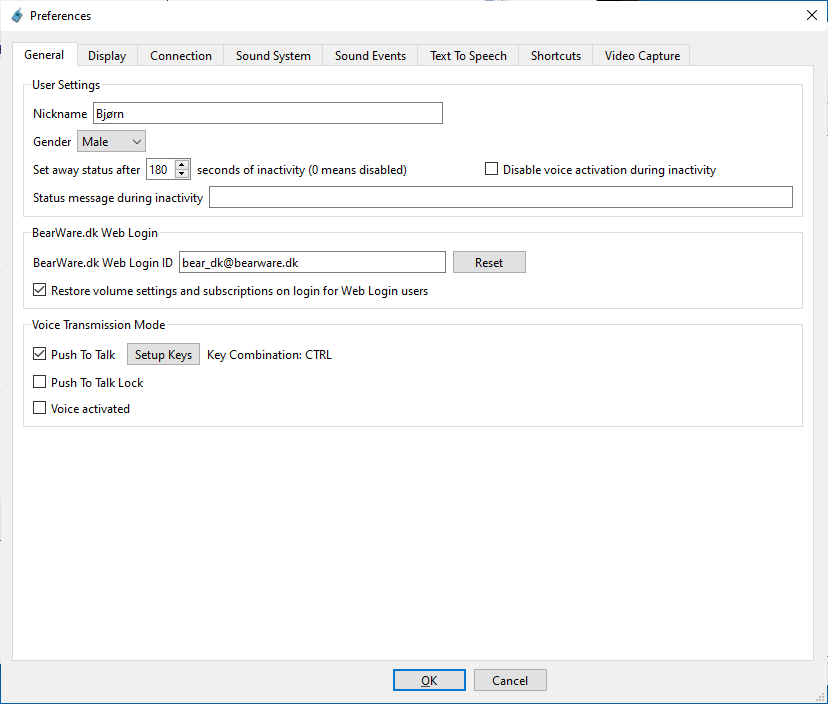 Preferences
General Display Connection Sound System Sound Events Text To Speech Shortcuts Video Capture
User Settings
Nickname Bjørn
Gender Male
Set away status after 180 seconds of inactivity (0 means disabled) Disable voice activation during inactivity
Status message during inactivity
BearWare.dk Web Login
BearWare.dk Web Login ID bear_dk@bearware.dk Reset
Restore volume settings and subscriptions on login for Web Login users
Voice Transmission Mode
Push To Talk Setup Keys Key Combination: CTRL
Push To Talk Lock
Voice activated
OK Cancel